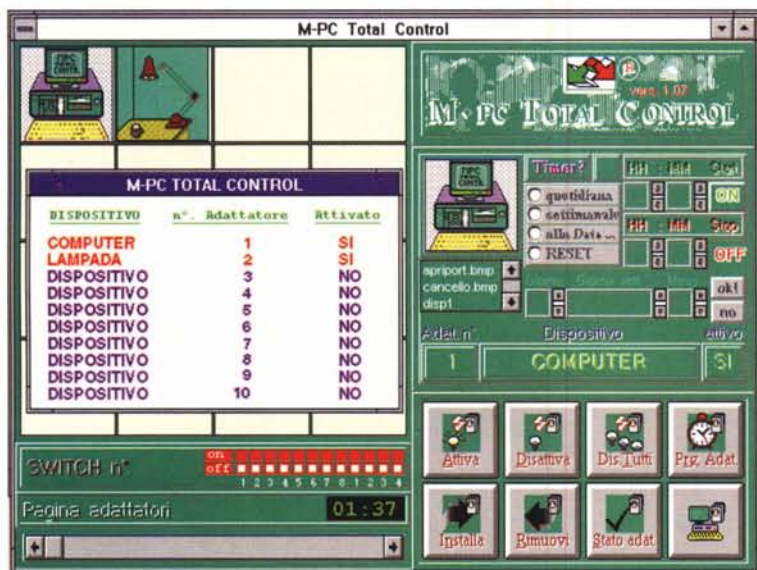 M-PC Total Control
M-PC TOTAL CONTROL
DISPOSITIVO n°. Adattatore Attivato
COMPUTER 1 SI
LAMPADA 2 SI
DISPOSITIVO 3 NO
DISPOSITIVO 4 NO
DISPOSITIVO 5 NO
DISPOSITIVO 6 NO
DISPOSITIVO 7 NO
DISPOSITIVO 8 NO
DISPOSITIVO 9 NO
DISPOSITIVO 10 NO
SWITCH n°
on
off
1 2 3 4 5 6 7 8 1 2 3 4
Pagina adattatori 01:37
vers. 1.07
M-PC TOTAL CONTROL
Timer? HH : MM Start
quotidiana ON
settimanale HH : MM Stop
alla Data ...
RESET OFF
apriport.bmp
cancello.bmp
disp1
ok!
no
Adat. n° Dispositivo attivo
1 COMPUTER SI
Attiva Disattiva Dis.Tutti Prg. Adat.
Installa Rimuovi Stato adat.